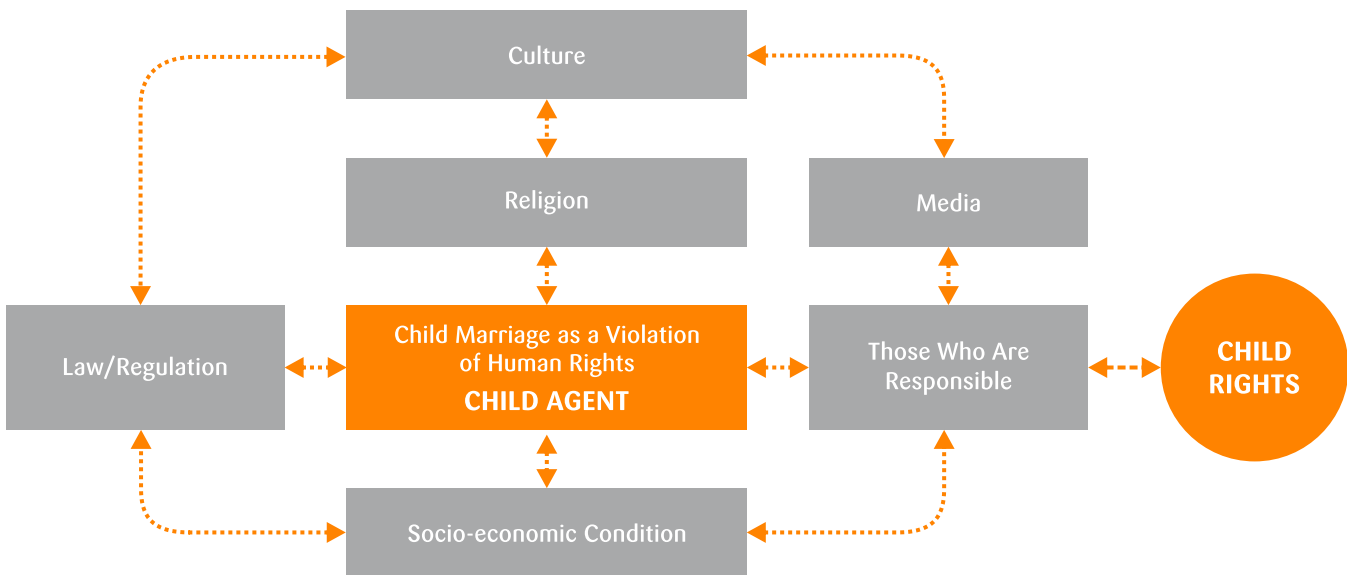 Culture
Religion
Media
Law/Regulation
Child Marriage as a Violation
of Human Rights
CHILD AGENT
Those Who Are
Responsible
CHILD
RIGHTS
Socio-economic Condition